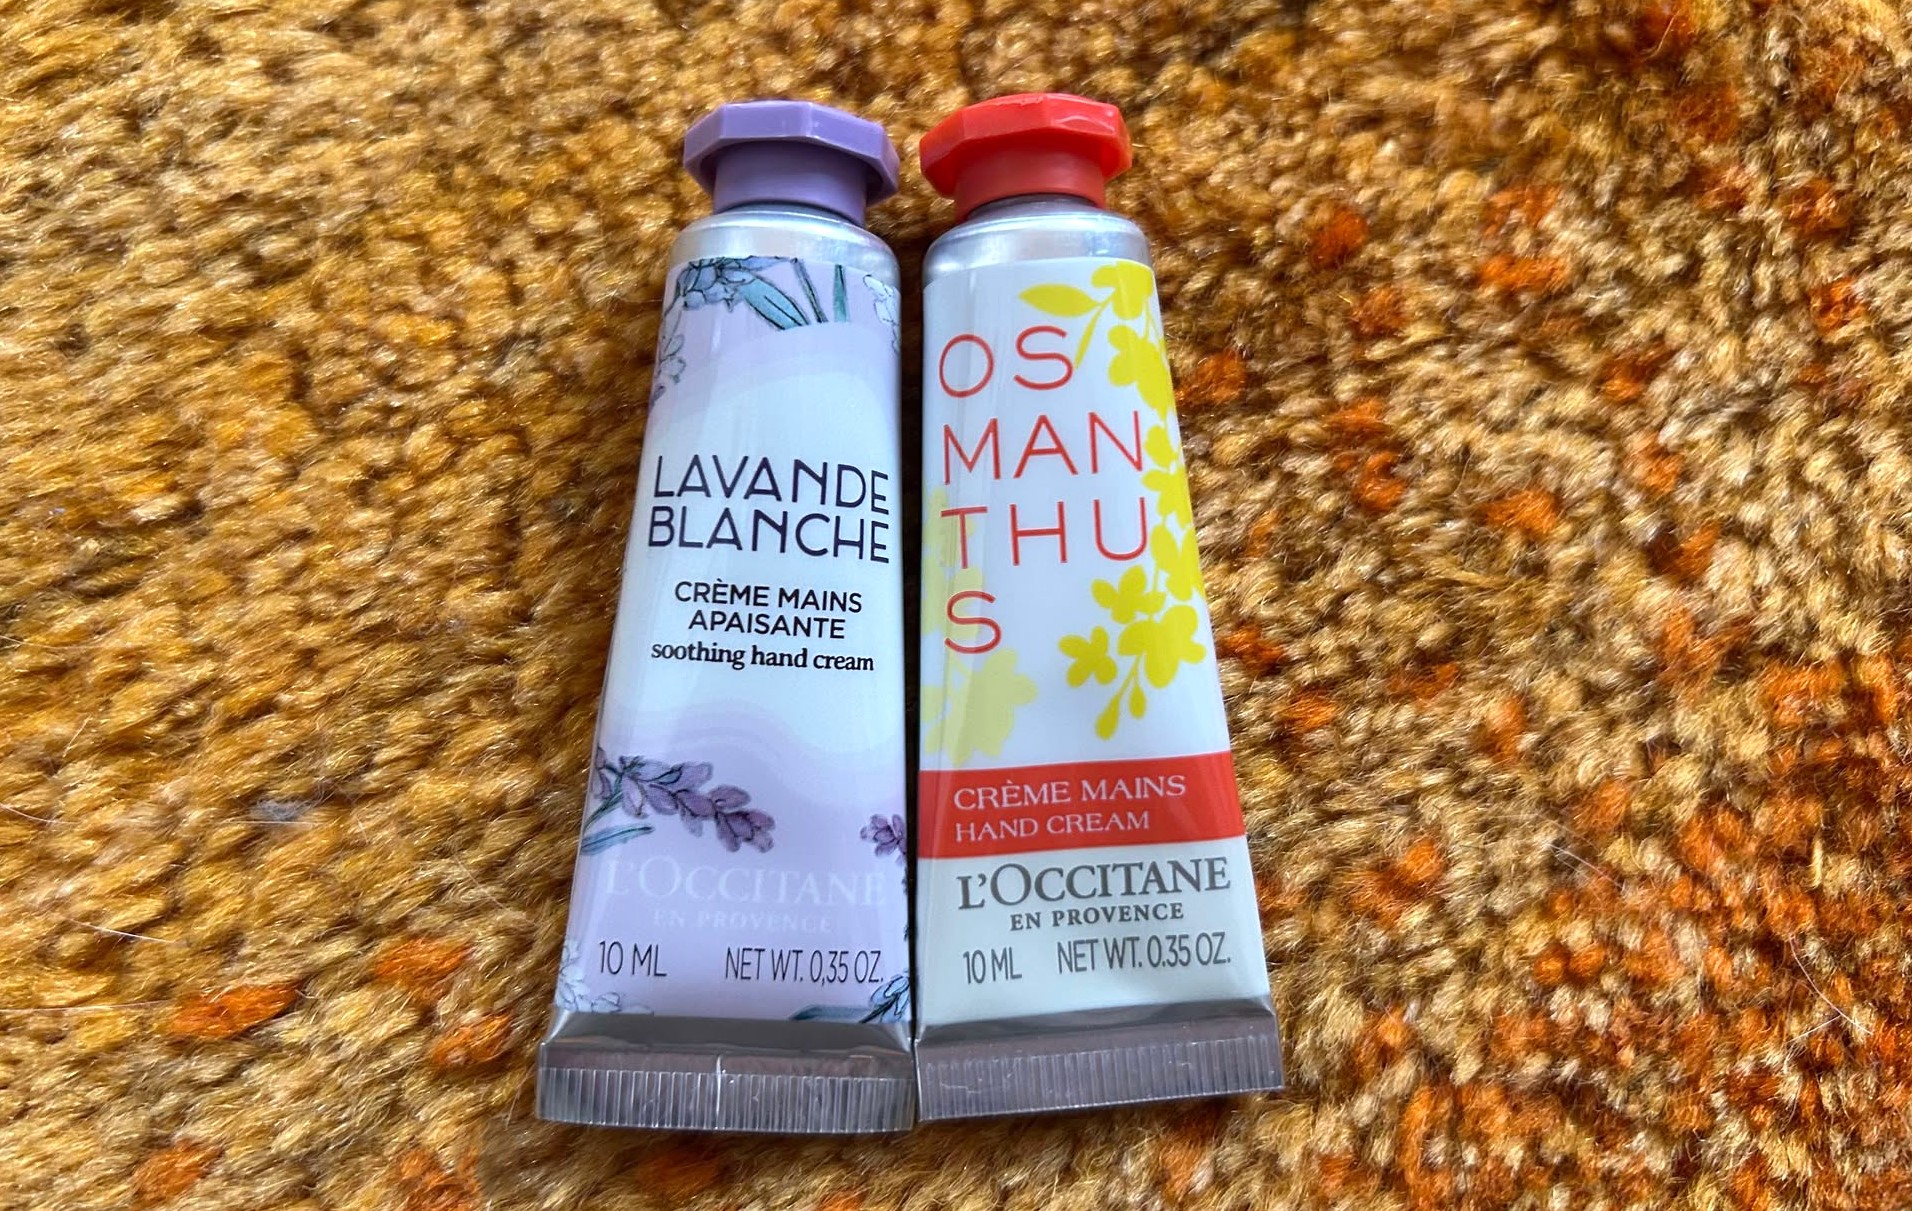 LAVANDE
BLANCHE
CRÈME MAINS
APAISANTE
soothing hand cream
L'OCCITANE
EN PROVENCE
10 ML NET WT. 0,35 OZ.
OS
MAN
THU
S
CRÈME MAINS
HAND CREAM
L'OCCITANE
EN PROVENCE
10 ML NET WT. 0.35 OZ.